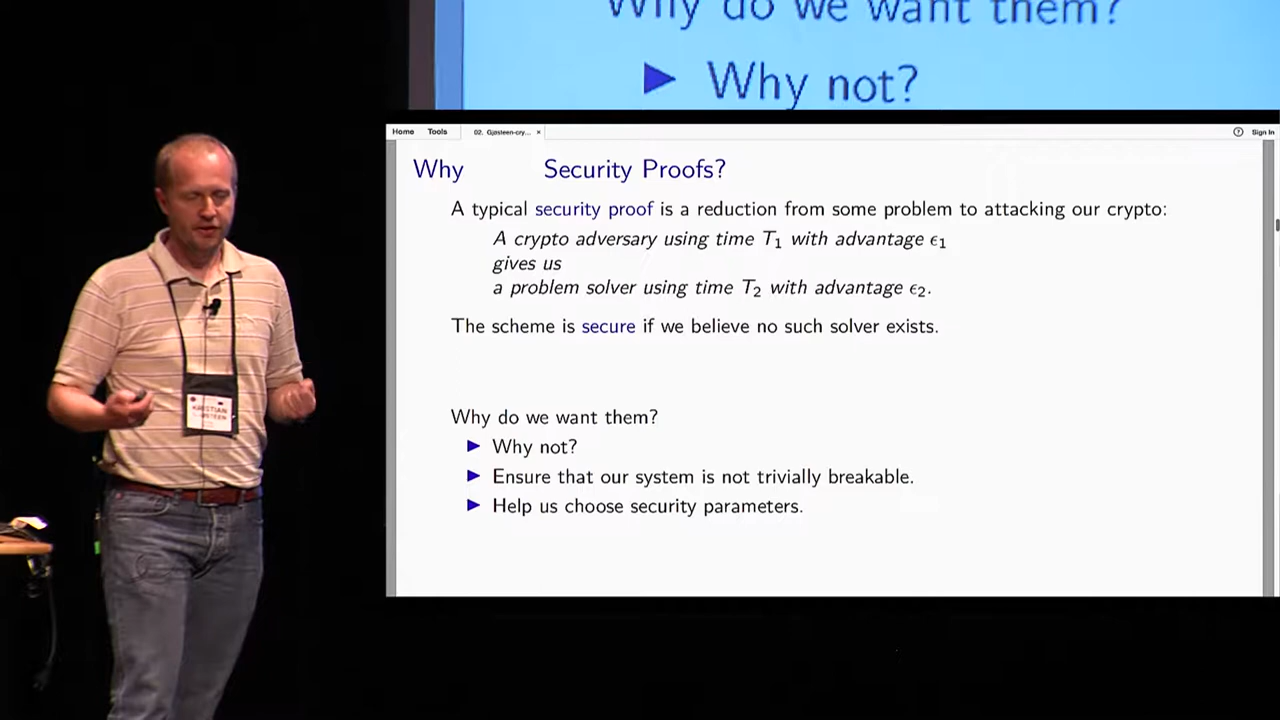 Why do we want them?
▶ Why not?
Home Tools 02. Gjøsteen-cry... × ? Sign In
Why Security Proofs?
A typical security proof is a reduction from some problem to attacking our crypto:
A crypto adversary using time T₁ with advantage ϵ₁
gives us
a problem solver using time T₂ with advantage ϵ₂.
The scheme is secure if we believe no such solver exists.
Why do we want them?
▶ Why not?
▶ Ensure that our system is not trivially breakable.
▶ Help us choose security parameters.
KRISTIAN